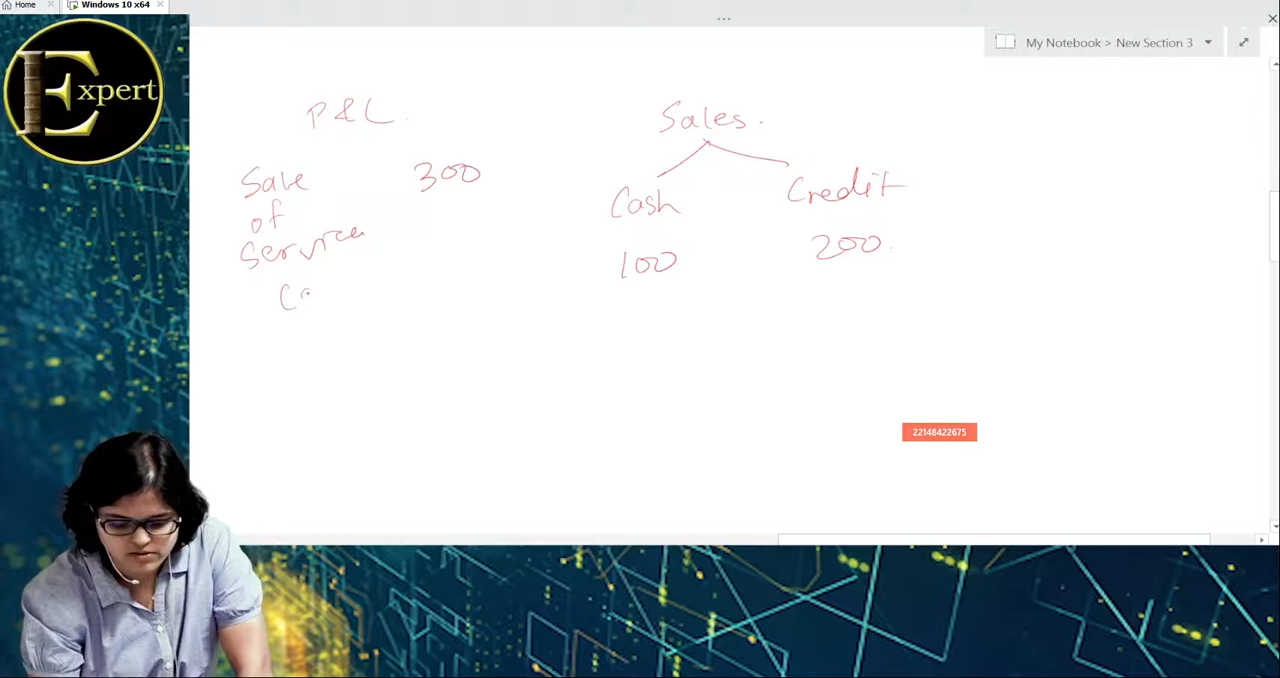 Home
Windows 10 x64
Expert
My Notebook > New Section 3
P & L.
Sales.
Sale 300
of
Service
Cash
Credit
100
200.
22148422675